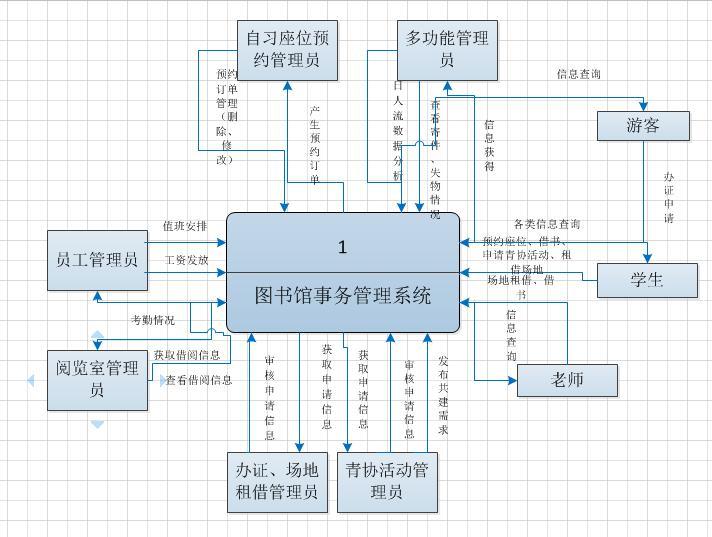 自习座位预
约管理员
多功能管理
员
预约
订单
管理
（删
除、
修
改）
产
生
预
约
订
单
日
人
流
数
据
分
析
查
看
寄
件
、
失
物
情
况
信
息
获
得
信息查询
游客
办
证
申
请
值班安排
员工管理员
工资发放
1
图书馆事务管理系统
各类信息查询
预约座位、借书、
申请青协活动、租
借场地
场地租借、借
书
学生
考勤情况
获取借阅信息
阅览室管理
员
查看借阅信息
审
核
申
请
信
息
获
取
申
请
信
息
获
取
申
请
信
息
审
核
申
请
信
息
发
布
共
建
需
求
信
息
查
询
老师
办证、场地
租借管理员
青协活动管
理员